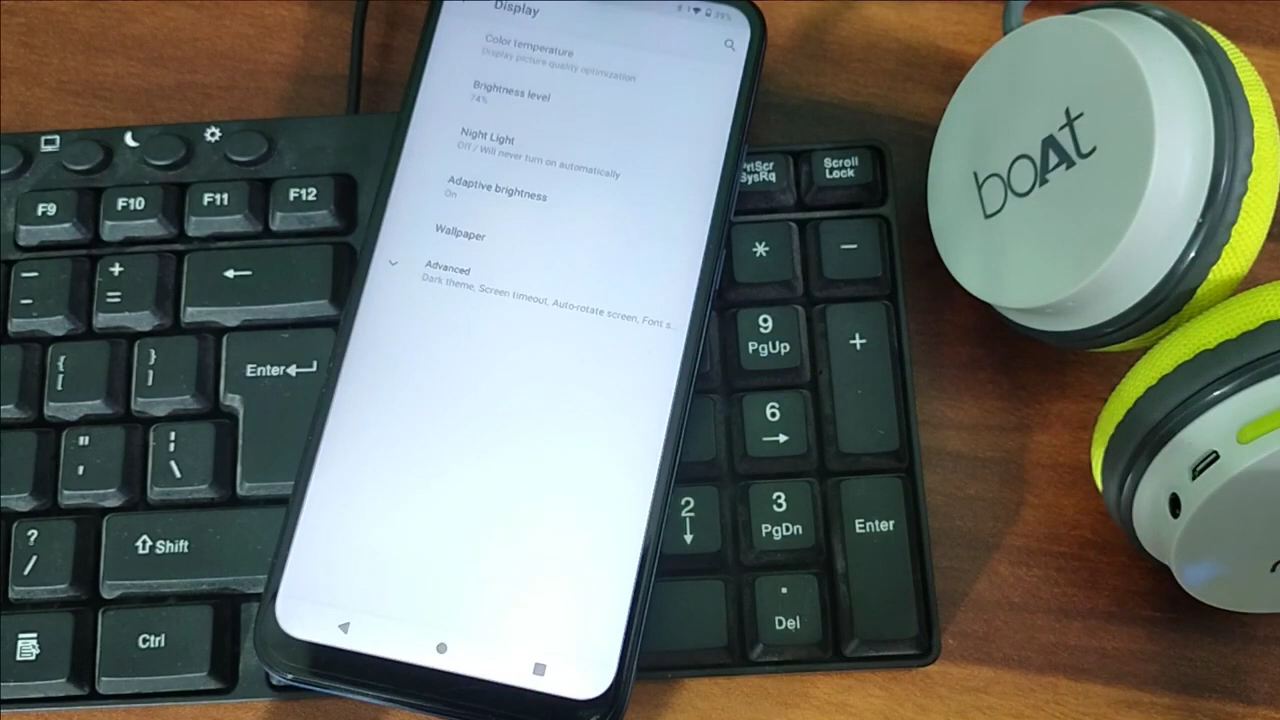 Display
39%
Color temperature
Display picture quality optimization
Brightness level
74%
Night Light
Off / Will never turn on automatically
Adaptive brightness
On
Wallpaper
Advanced
Dark theme, Screen timeout, Auto-rotate screen, Font s...
boAt
PrtScr
SysRq
Scroll
Lock
F9
F10
F11
F12
*
−
−
-
+
=
←
9
PgUp
+
{
[
}
]
Enter
6
→
"
'
¦
\
2
↓
3
PgDn
Enter
?
/
Shift
.
Del
Ctrl